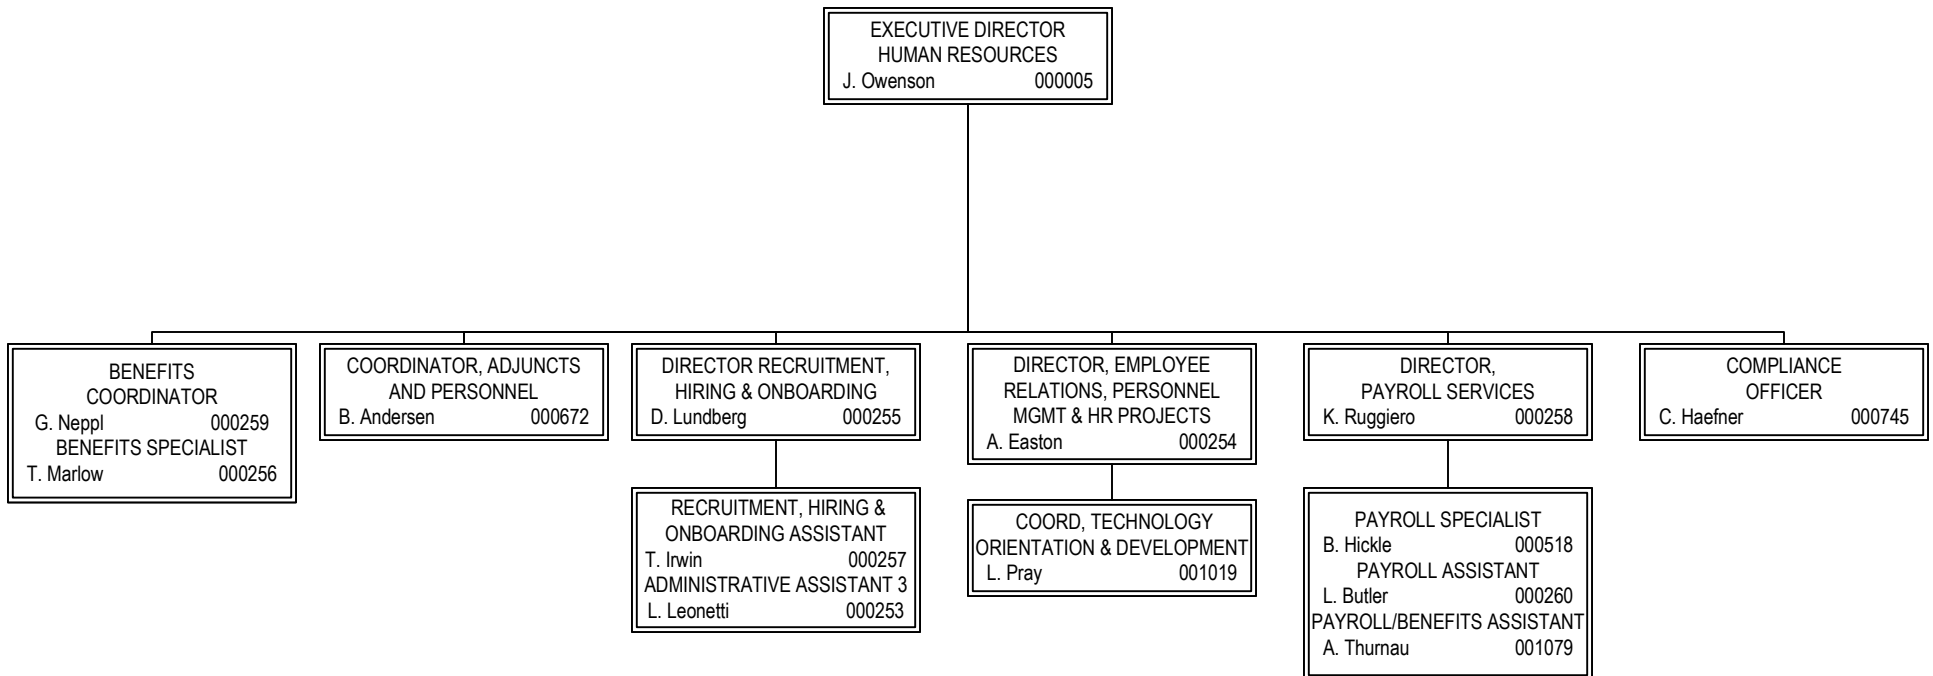 EXECUTIVE DIRECTOR
HUMAN RESOURCES
J. Owenson 000005
BENEFITS
COORDINATOR
G. Neppl 000259
BENEFITS SPECIALIST
T. Marlow 000256
COORDINATOR, ADJUNCTS
AND PERSONNEL
B. Andersen 000672
DIRECTOR RECRUITMENT,
HIRING & ONBOARDING
D. Lundberg 000255
DIRECTOR, EMPLOYEE
RELATIONS, PERSONNEL
MGMT & HR PROJECTS
A. Easton 000254
DIRECTOR,
PAYROLL SERVICES
K. Ruggiero 000258
COMPLIANCE
OFFICER
C. Haefner 000745
RECRUITMENT, HIRING &
ONBOARDING ASSISTANT
T. Irwin 000257
ADMINISTRATIVE ASSISTANT 3
L. Leonetti 000253
COORD, TECHNOLOGY
ORIENTATION & DEVELOPMENT
L. Pray 001019
PAYROLL SPECIALIST
B. Hickle 000518
PAYROLL ASSISTANT
L. Butler 000260
PAYROLL/BENEFITS ASSISTANT
A. Thurnau 001079